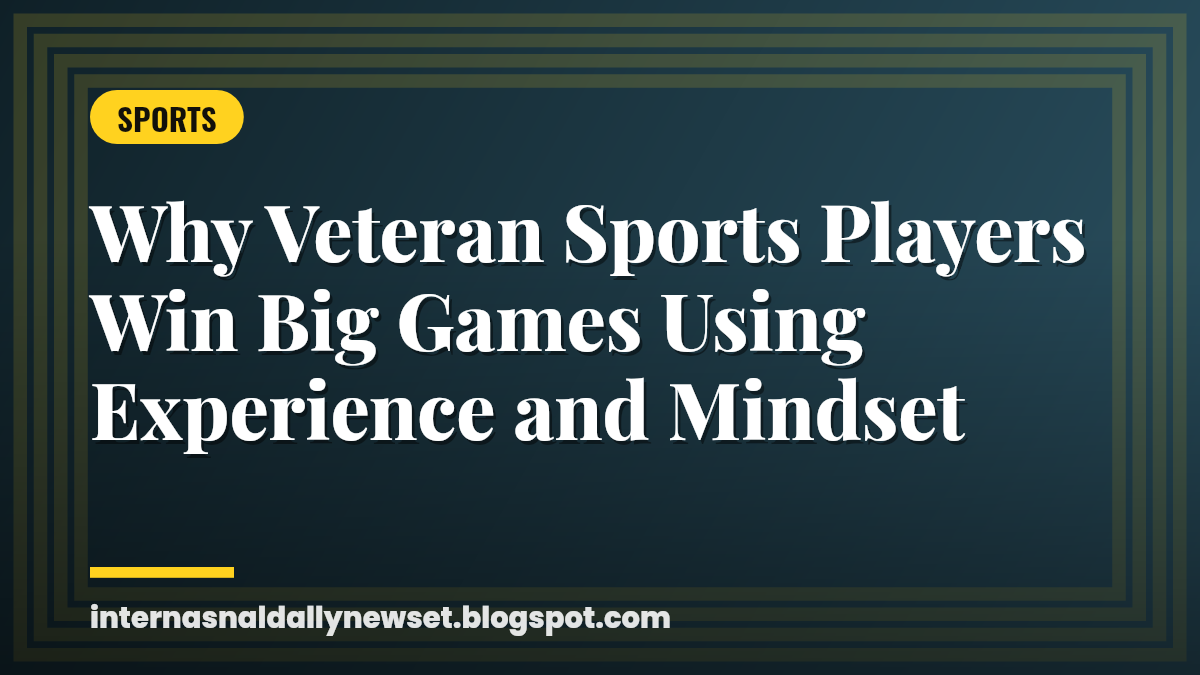 SPORTS
Why Veteran Sports Players
Win Big Games Using
Experience and Mindset
internasnaldallynewset.blogspot.com